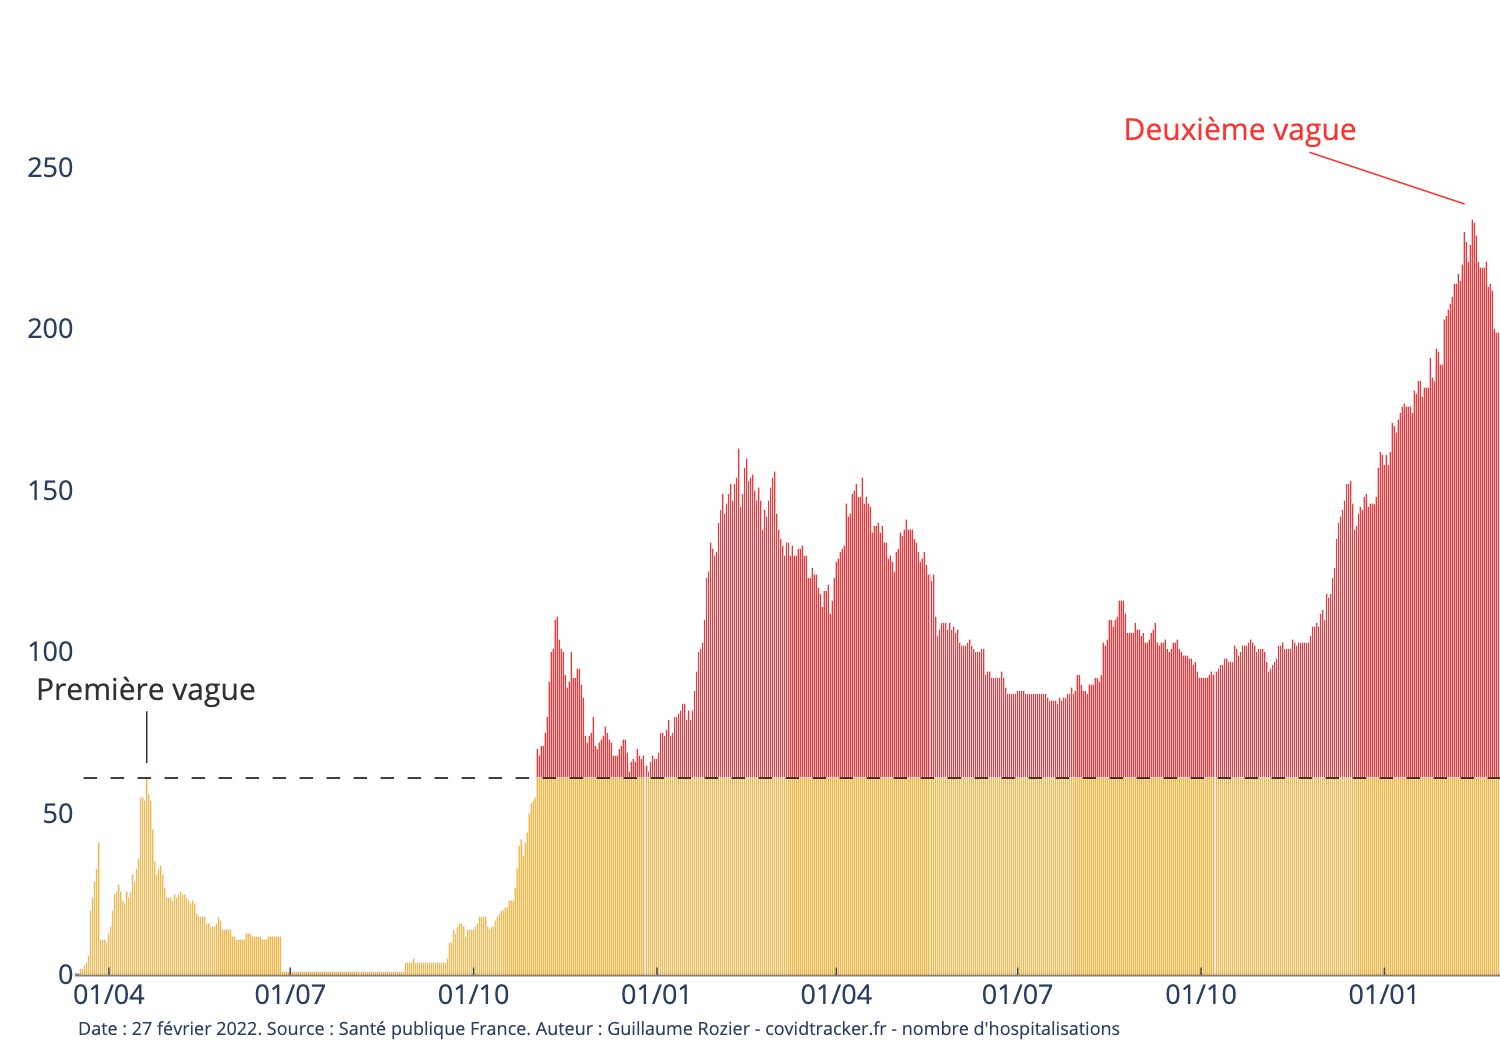 Deuxième vague
250
200
150
100
Première vague
50
0
01/04 01/07 01/10 01/01 01/04 01/07 01/10 01/01
Date : 27 février 2022. Source : Santé publique France. Auteur : Guillaume Rozier - covidtracker.fr - nombre d'hospitalisations